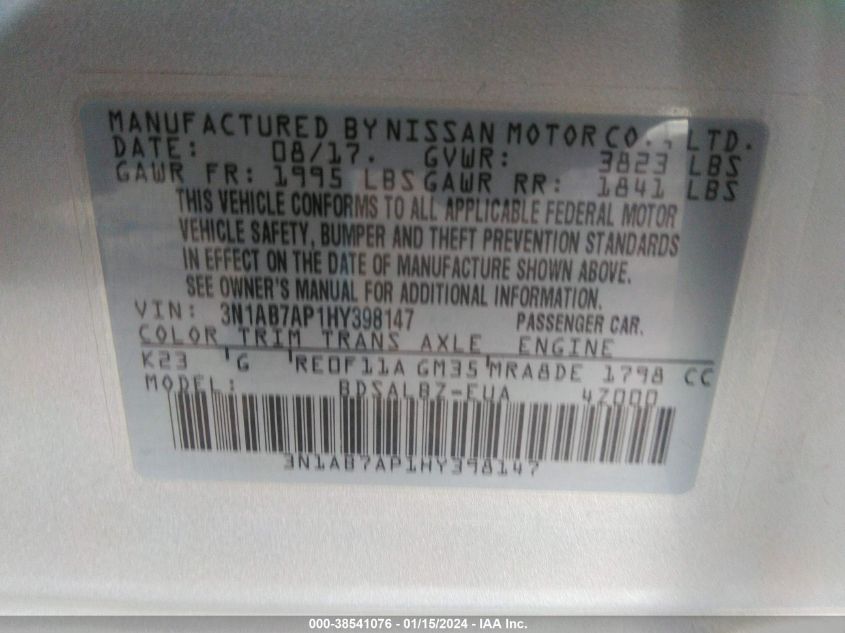 MANUFACTURED BY NISSAN MOTOR CO., LTD.
DATE: 08/17. GVWR: 3823 LBS
GAWR FR: 1995 LBS GAWR RR: 1841 LBS
THIS VEHICLE CONFORMS TO ALL APPLICABLE FEDERAL MOTOR
VEHICLE SAFETY, BUMPER AND THEFT PREVENTION STANDARDS
IN EFFECT ON THE DATE OF MANUFACTURE SHOWN ABOVE.
SEE OWNER'S MANUAL FOR ADDITIONAL INFORMATION.
VIN: 3N1AB7AP1HY398147 PASSENGER CAR.
COLOR TRIM TRANS AXLE ENGINE
K23 G RE0F11A GM35 MRA8DE 1798 CC
MODEL: BDSALBZ-EUA 4Z000
3N1AB7AP1HY398147
000-38541076 - 01/15/2024 - IAA Inc.